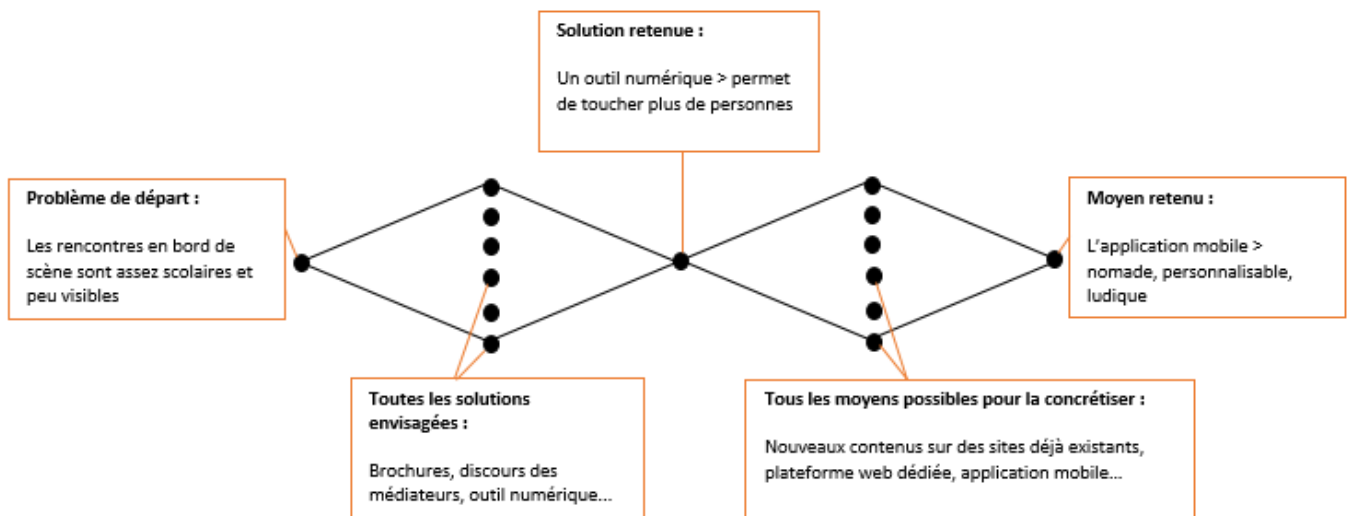 Solution retenue :
Un outil numérique > permet
de toucher plus de personnes
Problème de départ :
Les rencontres en bord de
scène sont assez scolaires et
peu visibles
Moyen retenu :
L'application mobile >
nomade, personnalisable,
ludique
Toutes les solutions
envisagées :
Brochures, discours des
médiateurs, outil numérique...
Tous les moyens possibles pour la concrétiser :
Nouveaux contenus sur des sites déjà existants,
plateforme web dédiée, application mobile...